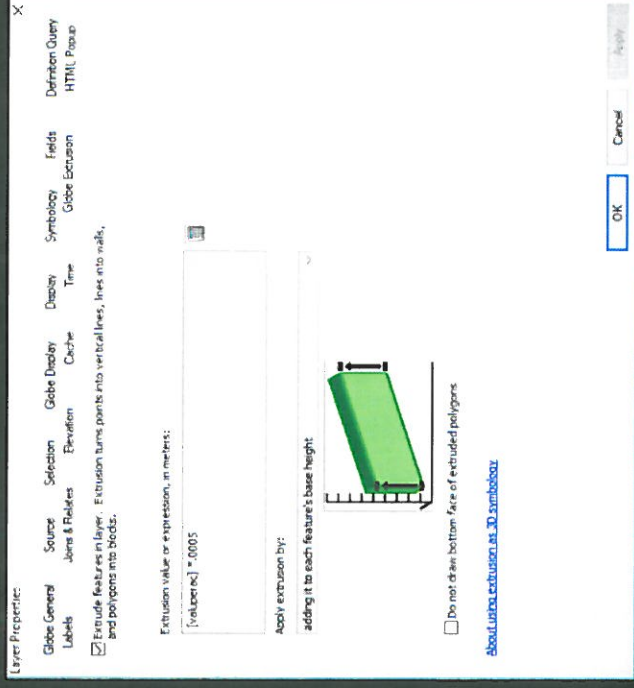 Layer Properties
Globe General Source Selection Globe Display Display Symbology Fields Definition Query
Labels Joins & Relates Elevation Cache Time Globe Extrusion HTML Popup
Extrude features in layer. Extrusion turns points into vertical lines, lines into walls,
and polygons into blocks.
Extrusion value or expression, in meters:
[valuperac] *.0005
Apply extrusion by:
adding it to each feature's base height
Do not draw bottom face of extruded polygons
About using extrusion as 3D symbology
OK Cancel Apply